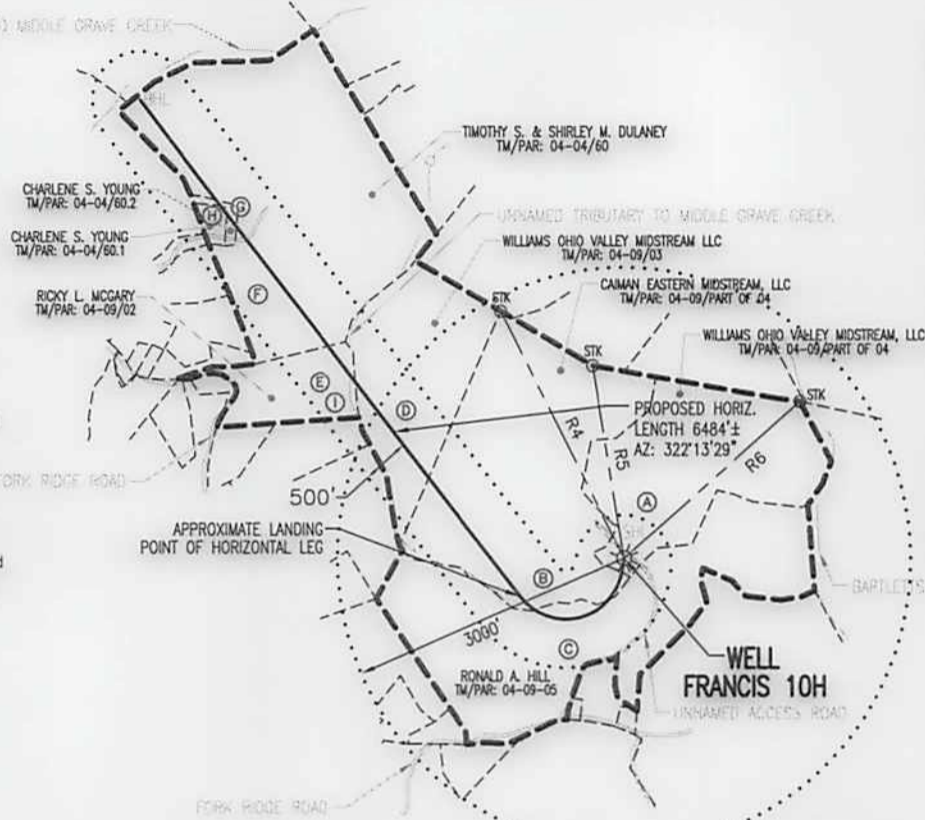 MIDDLE GRAVE CREEK
TIMOTHY S. & SHIRLEY M. DULANEY
TM/PAR: 04-04/60
CHARLENE S. YOUNG
TM/PAR: 04-04/60.2
G
H
UNNAMED TRIBUTARY TO MIDDLE GRAVE CREEK
CHARLENE S. YOUNG
TM/PAR: 04-04/60.1
WILLIAMS OHIO VALLEY MIDSTREAM LLC
TM/PAR: 04-09/03
RICKY L. MCGARY
TM/PAR: 04-09/02
F
CAIMAN EASTERN MIDSTREAM, LLC
TM/PAR: 04-09/PART OF 04
STK
WILLIAMS OHIO VALLEY MIDSTREAM, LLC
TM/PAR: 04-09/PART OF 04
STK
STK
E
I
D
PROPOSED HORIZ.
LENGTH 6484'±
AZ: 322°13'29"
R4
R5
R6
FORK RIDGE ROAD
500'
A
APPROXIMATE LANDING
POINT OF HORIZONTAL LEG
B
BARTLETTS
3000'
C
WELL
FRANCIS 10H
RONALD A. HILL
TM/PAR: 04-09-05
UNNAMED ACCESS ROAD
FORK RIDGE ROAD